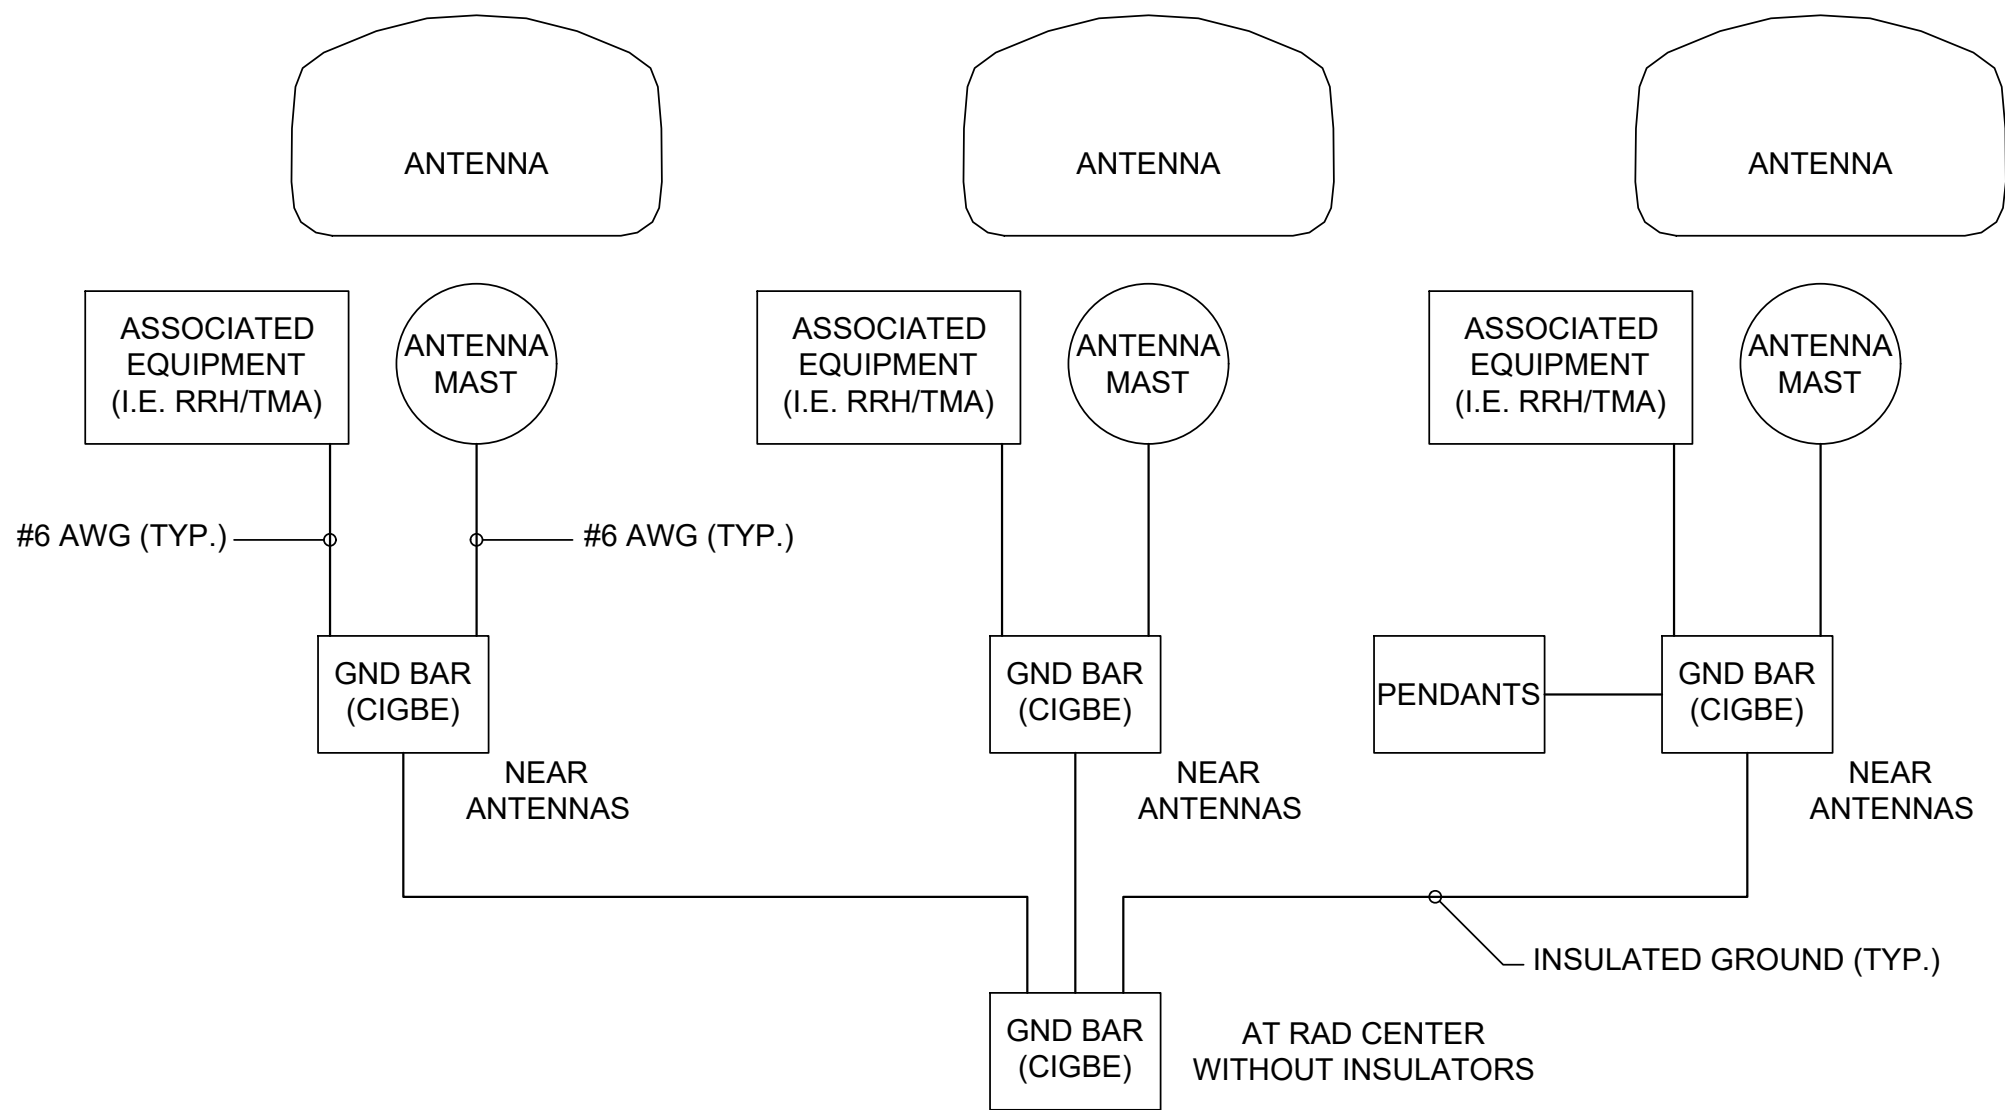 ANTENNA
ANTENNA
ANTENNA
ASSOCIATED
EQUIPMENT
(I.E. RRH/TMA)
ANTENNA
MAST
ASSOCIATED
EQUIPMENT
(I.E. RRH/TMA)
ANTENNA
MAST
ASSOCIATED
EQUIPMENT
(I.E. RRH/TMA)
ANTENNA
MAST
#6 AWG (TYP.)
#6 AWG (TYP.)
GND BAR
(CIGBE)
GND BAR
(CIGBE)
PENDANTS
GND BAR
(CIGBE)
NEAR
ANTENNAS
NEAR
ANTENNAS
NEAR
ANTENNAS
INSULATED GROUND (TYP.)
GND BAR
(CIGBE)
AT RAD CENTER
WITHOUT INSULATORS